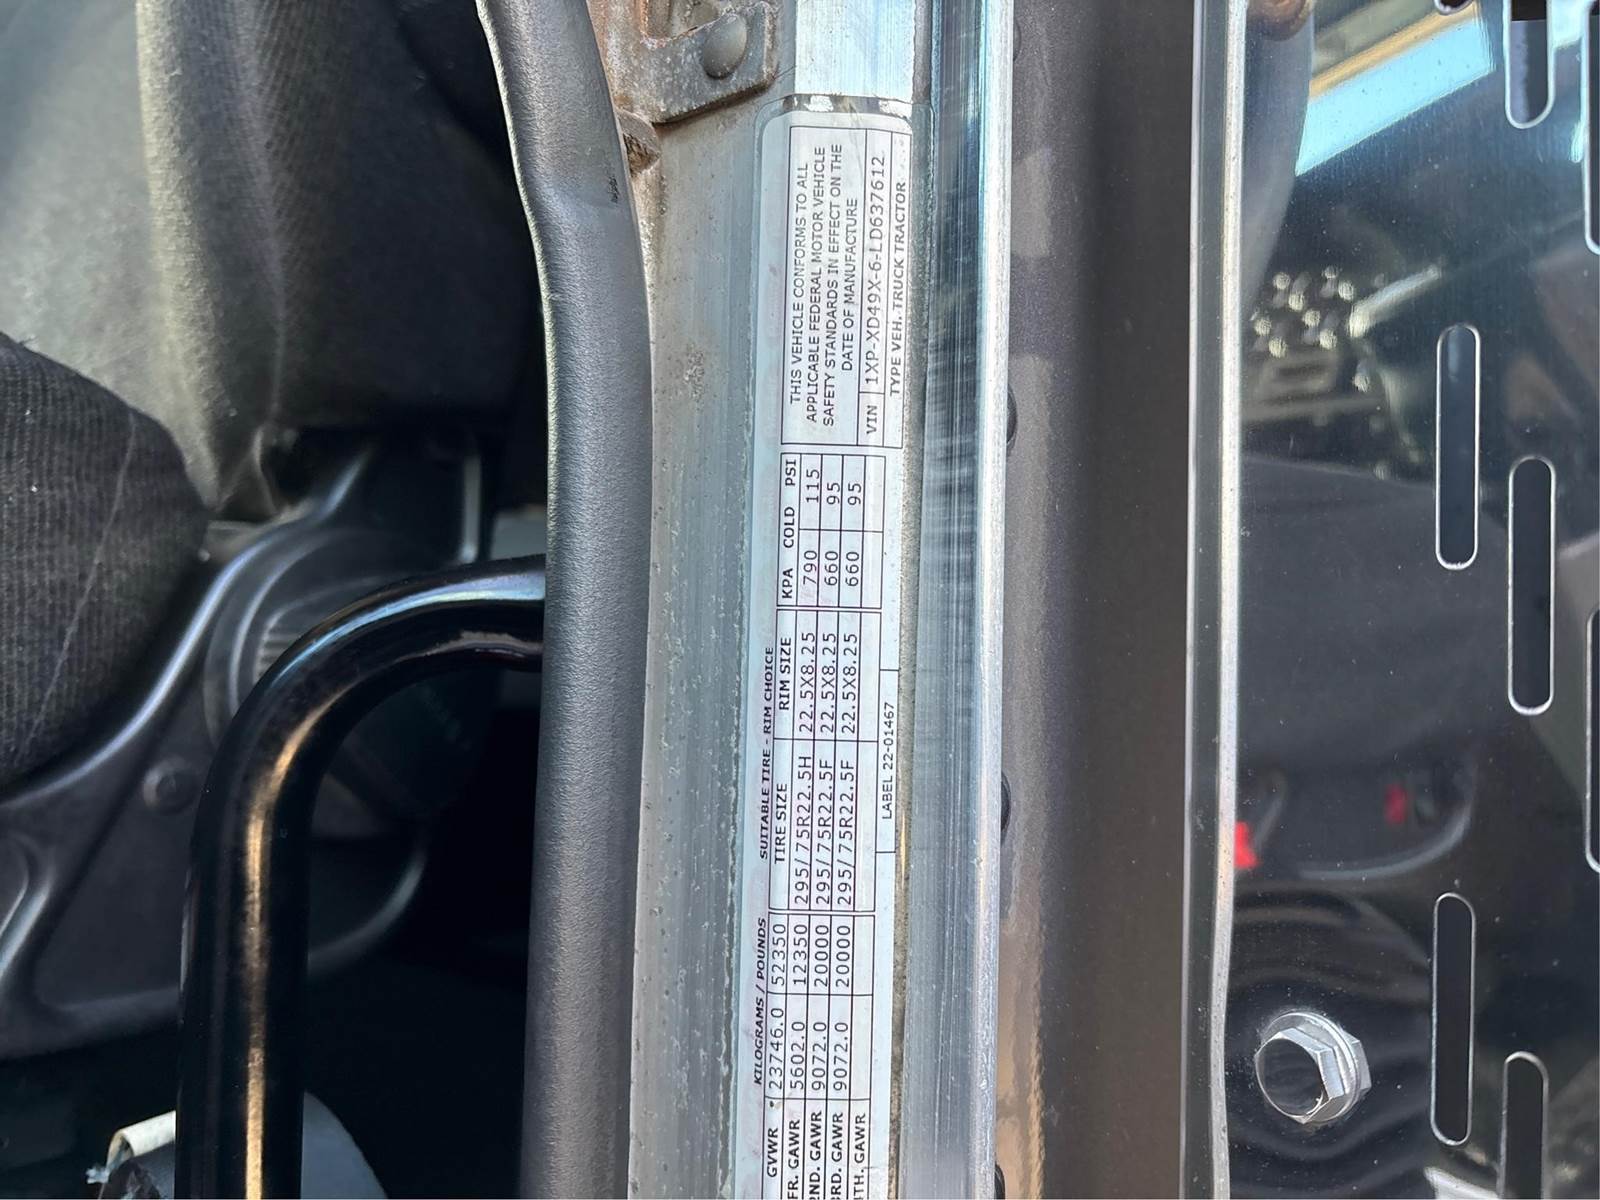 KILOGRAMS / POUNDS SUITABLE TIRE - RIM CHOICE
GVWR 23746.0 52350 TIRE SIZE RIM SIZE KPA COLD PSI
FR. GAWR 5602.0 12350 295/75R22.5H 22.5X8.25 790 115
2ND. GAWR 9072.0 20000 295/75R22.5F 22.5X8.25 660 95
3RD. GAWR 9072.0 20000 295/75R22.5F 22.5X8.25 660 95
4TH. GAWR
LABEL 22-01467
THIS VEHICLE CONFORMS TO ALL
APPLICABLE FEDERAL MOTOR VEHICLE
SAFETY STANDARDS IN EFFECT ON THE
DATE OF MANUFACTURE
VIN 1XP-XD49X-6-LD637612
TYPE VEH. TRUCK TRACTOR